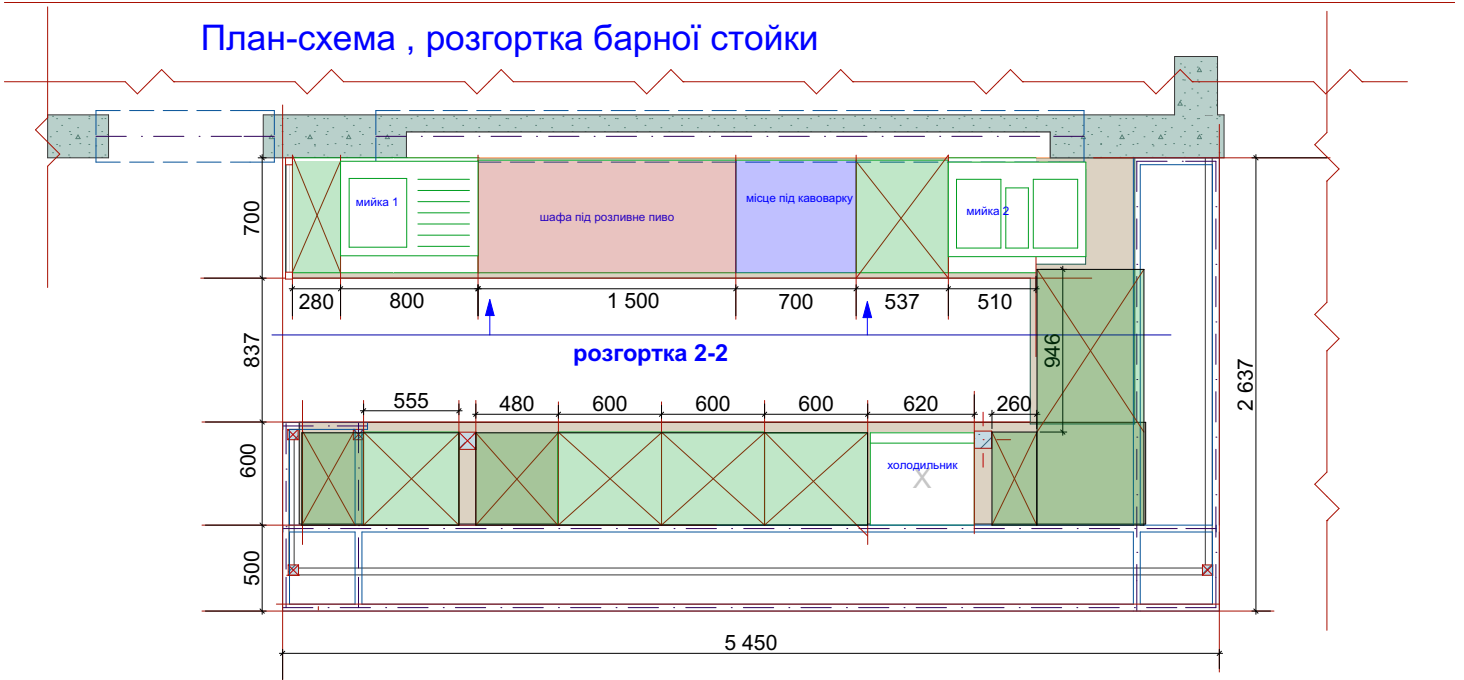 План-схема , розгортка барної стойки
мийка 1
шафа під розливне пиво
місце під кавоварку
мийка 2
700
280
800
1 500
700
537
510
837
розгортка 2-2
946
2 637
555
480
600
600
600
620
260
600
холодильник
X
500
5 450